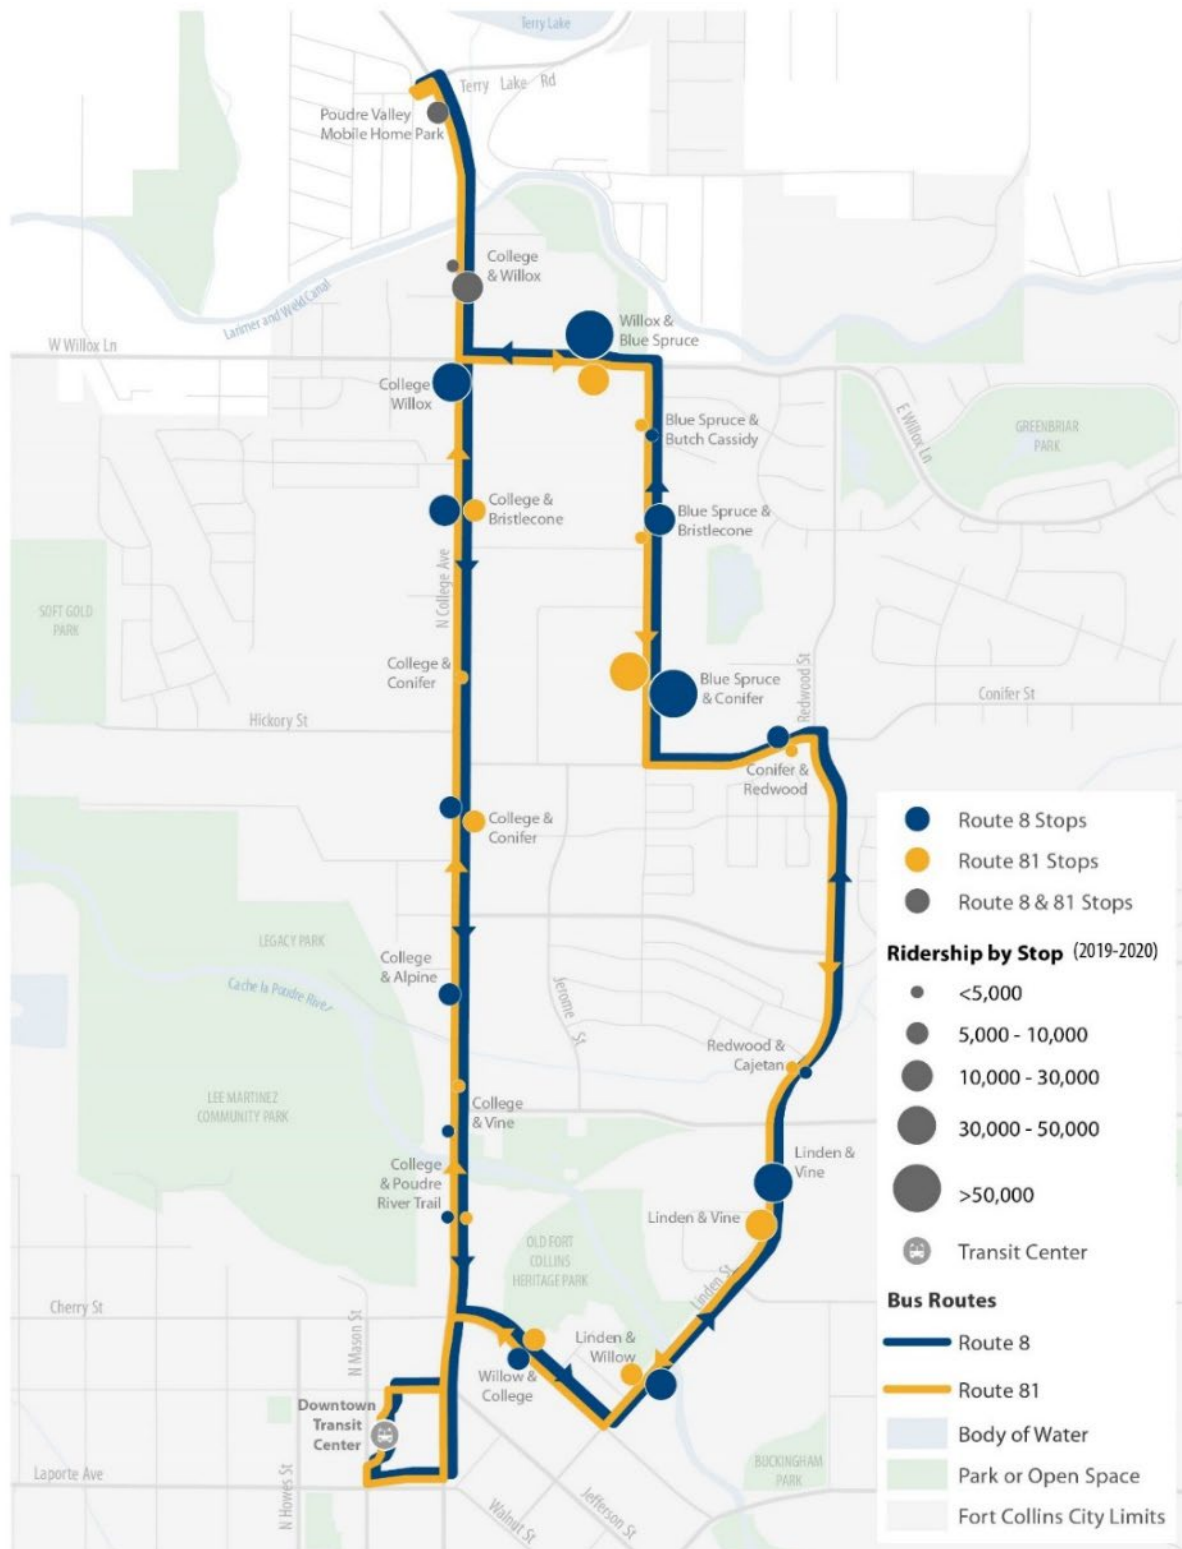 Terry Lake
Terry Lake Rd
Poudre Valley
Mobile Home Park
College
& Willox
Larimer and Weld Canal
Willox &
Blue Spruce
W Willox Ln
College
Willox
Blue Spruce &
Butch Cassidy
E Willox Ln
GREENBRIAR
PARK
College &
Bristlecone
Blue Spruce &
Bristlecone
N College Ave
SOFT GOLD
PARK
College &
Conifer
Blue Spruce
& Conifer
Redwood St
Conifer St
Hickory St
Conifer &
Redwood
College &
Conifer
LEGACY PARK
College
& Alpine
Cache la Poudre River
Jerome St
Redwood &
Cajetan
LEE MARTINEZ
COMMUNITY PARK
College
& Vine
Linden &
Vine
College
& Poudre
River Trail
Linden & Vine
OLD FORT
COLLINS
HERITAGE PARK
Linden St
Cherry St
N Mason St
Linden &
Willow
Willow &
College
Downtown
Transit
Center
BUCKINGHAM
PARK
Laporte Ave
N Howes St
Walnut St
Jefferson St
Route 8 Stops
Route 81 Stops
Route 8 & 81 Stops
Ridership by Stop (2019-2020)
<5,000
5,000 - 10,000
10,000 - 30,000
30,000 - 50,000
>50,000
Transit Center
Bus Routes
Route 8
Route 81
Body of Water
Park or Open Space
Fort Collins City Limits